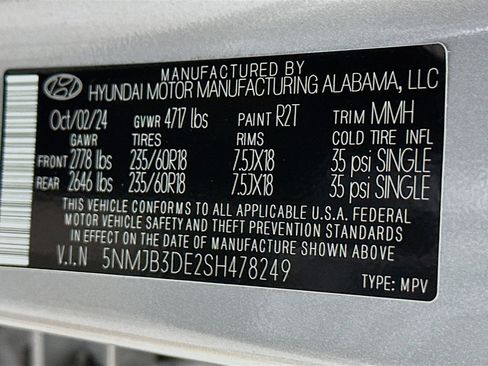 MANUFACTURED BY
HYUNDAI MOTOR MANUFACTURING ALABAMA, LLC
Oct/02/24 GVWR 4717 lbs PAINT R2T TRIM MMH
GAWR TIRES RIMS COLD TIRE INFL
FRONT 2778 lbs 235/60R18 7.5JX18 35 psi SINGLE
REAR 2646 lbs 235/60R18 7.5JX18 35 psi SINGLE
THIS VEHICLE CONFORMS TO ALL APPLICABLE U.S.A. FEDERAL
MOTOR VEHICLE SAFETY AND THEFT PREVENTION STANDARDS
IN EFFECT ON THE DATE OF MANUFACTURE SHOWN ABOVE.
V.I.N 5NMJB3DE2SH478249
TYPE: MPV